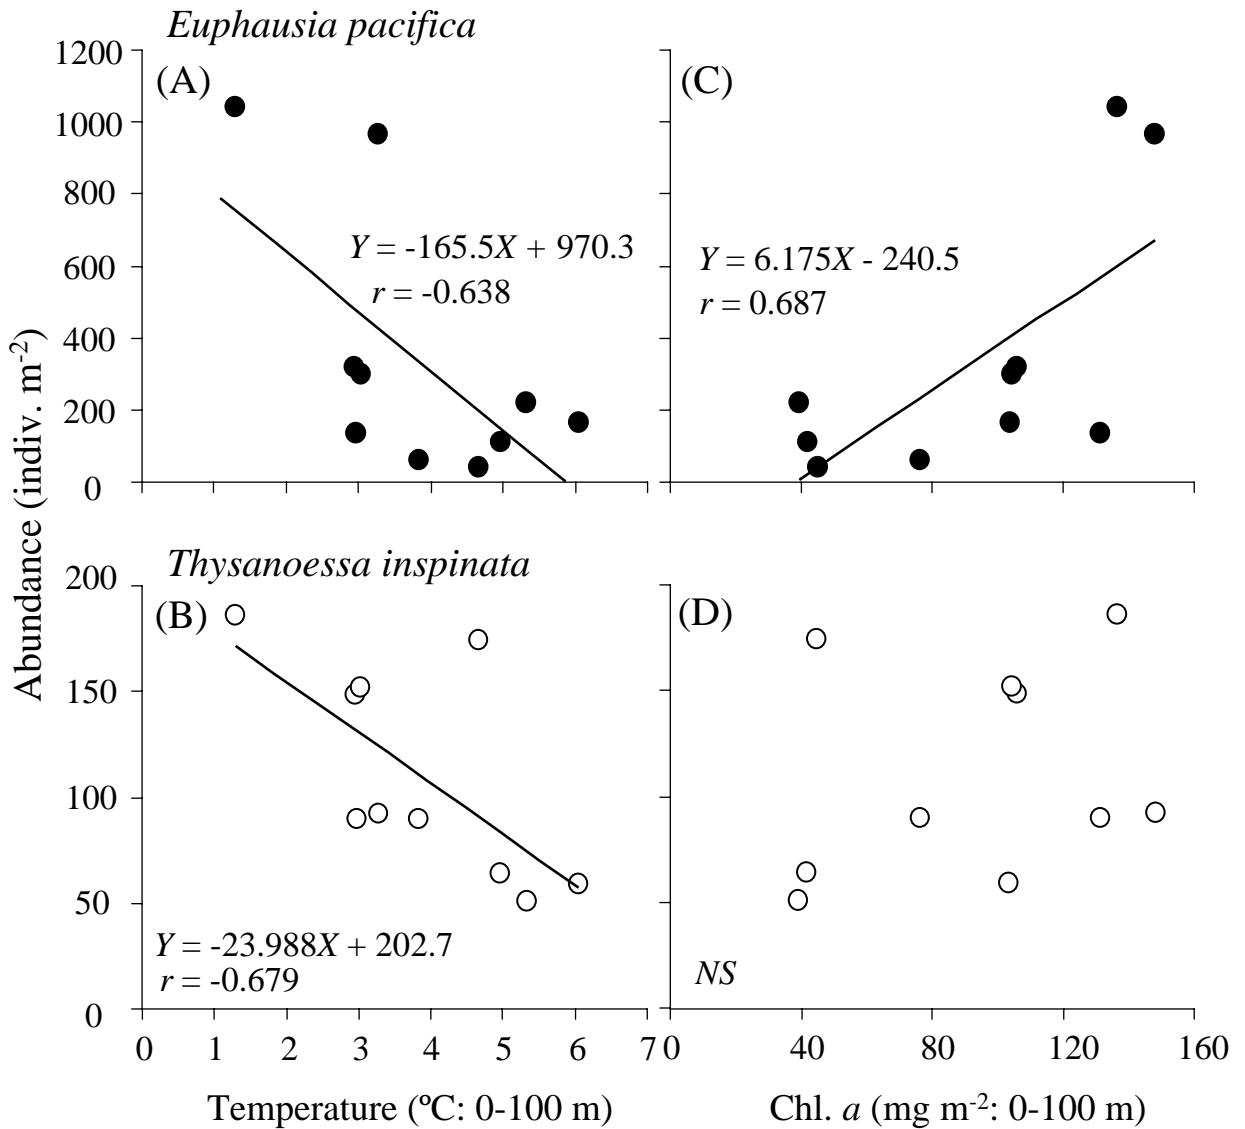 Euphausia pacifica
1200
1000
800
600
400
200
0
(A)
Y = -165.5X + 970.3
r = -0.638
(C)
Y = 6.175X - 240.5
r = 0.687
Abundance (indiv. m-2)
Thysanoessa inspinata
200
150
100
50
0
(B)
Y = -23.988X + 202.7
r = -0.679
(D)
NS
0 1 2 3 4 5 6 7
0 40 80 120 160
Temperature (ºC: 0-100 m)
Chl. a (mg m-2: 0-100 m)